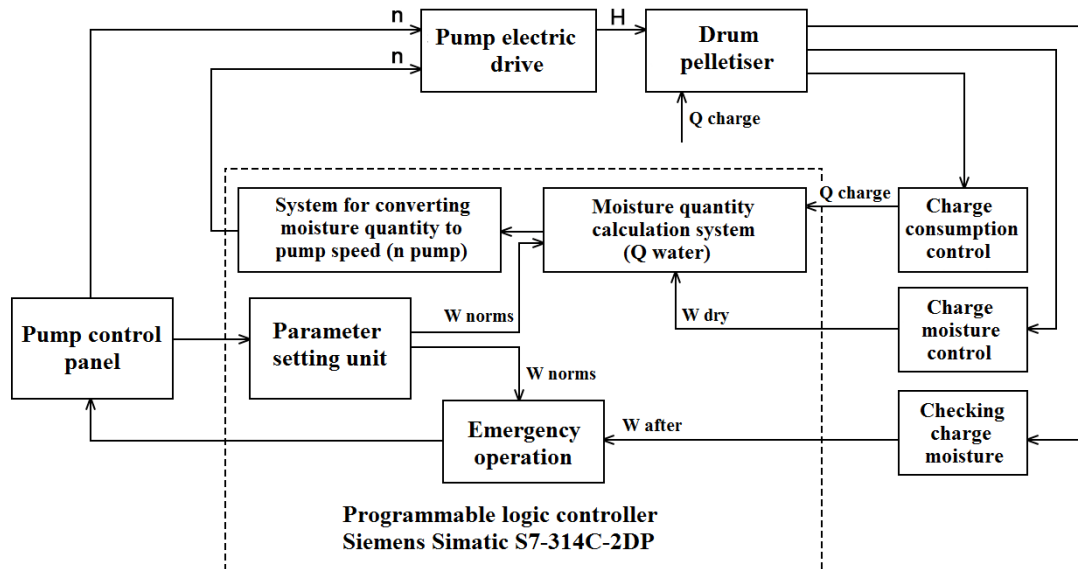 n
n
Pump electric
drive
H
Drum
pelletiser
Q charge
System for converting
moisture quantity to
pump speed (n pump)
Moisture quantity
calculation system
(Q water)
Q charge
Charge
consumption
control
Pump control
panel
Parameter
setting unit
W norms
W norms
W dry
Charge
moisture
control
Emergency
operation
W after
Checking
charge
moisture
Programmable logic controller
Siemens Simatic S7-314C-2DP